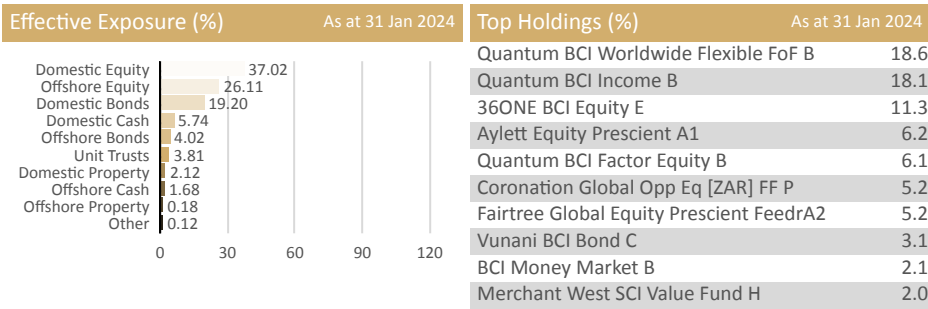 Effective Exposure (%) As at 31 Jan 2024
Domestic Equity 37.02
Offshore Equity 26.11
Domestic Bonds 19.20
Domestic Cash 5.74
Offshore Bonds 4.02
Unit Trusts 3.81
Domestic Property 2.12
Offshore Cash 1.68
Offshore Property 0.18
Other 0.12
0 30 60 90 120
Top Holdings (%) As at 31 Jan 2024
Quantum BCI Worldwide Flexible FoF B 18.6
Quantum BCI Income B 18.1
36ONE BCI Equity E 11.3
Aylett Equity Prescient A1 6.2
Quantum BCI Factor Equity B 6.1
Coronation Global Opp Eq [ZAR] FF P 5.2
Fairtree Global Equity Prescient FeedrA2 5.2
Vunani BCI Bond C 3.1
BCI Money Market B 2.1
Merchant West SCI Value Fund H 2.0